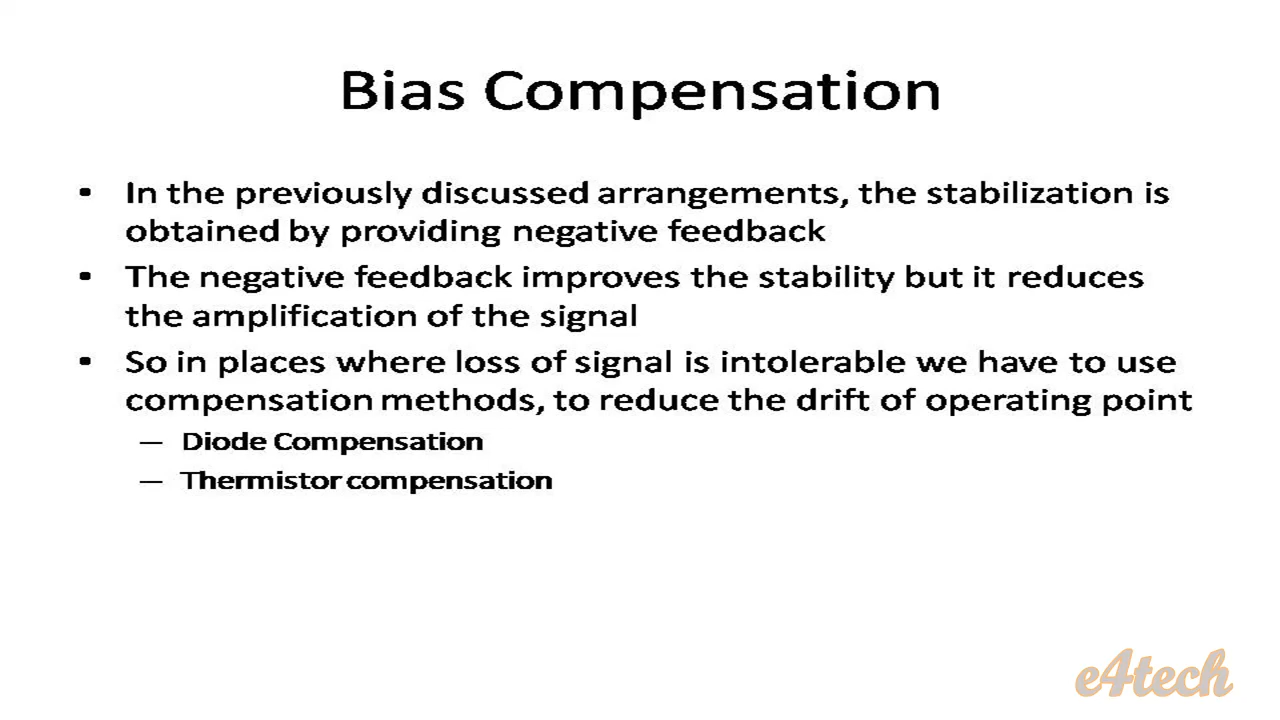 Bias Compensation
• In the previously discussed arrangements, the stabilization is
obtained by providing negative feedback
• The negative feedback improves the stability but it reduces
the amplification of the signal
• So in places where loss of signal is intolerable we have to use
compensation methods, to reduce the drift of operating point
— Diode Compensation
— Thermistor compensation
e4tech